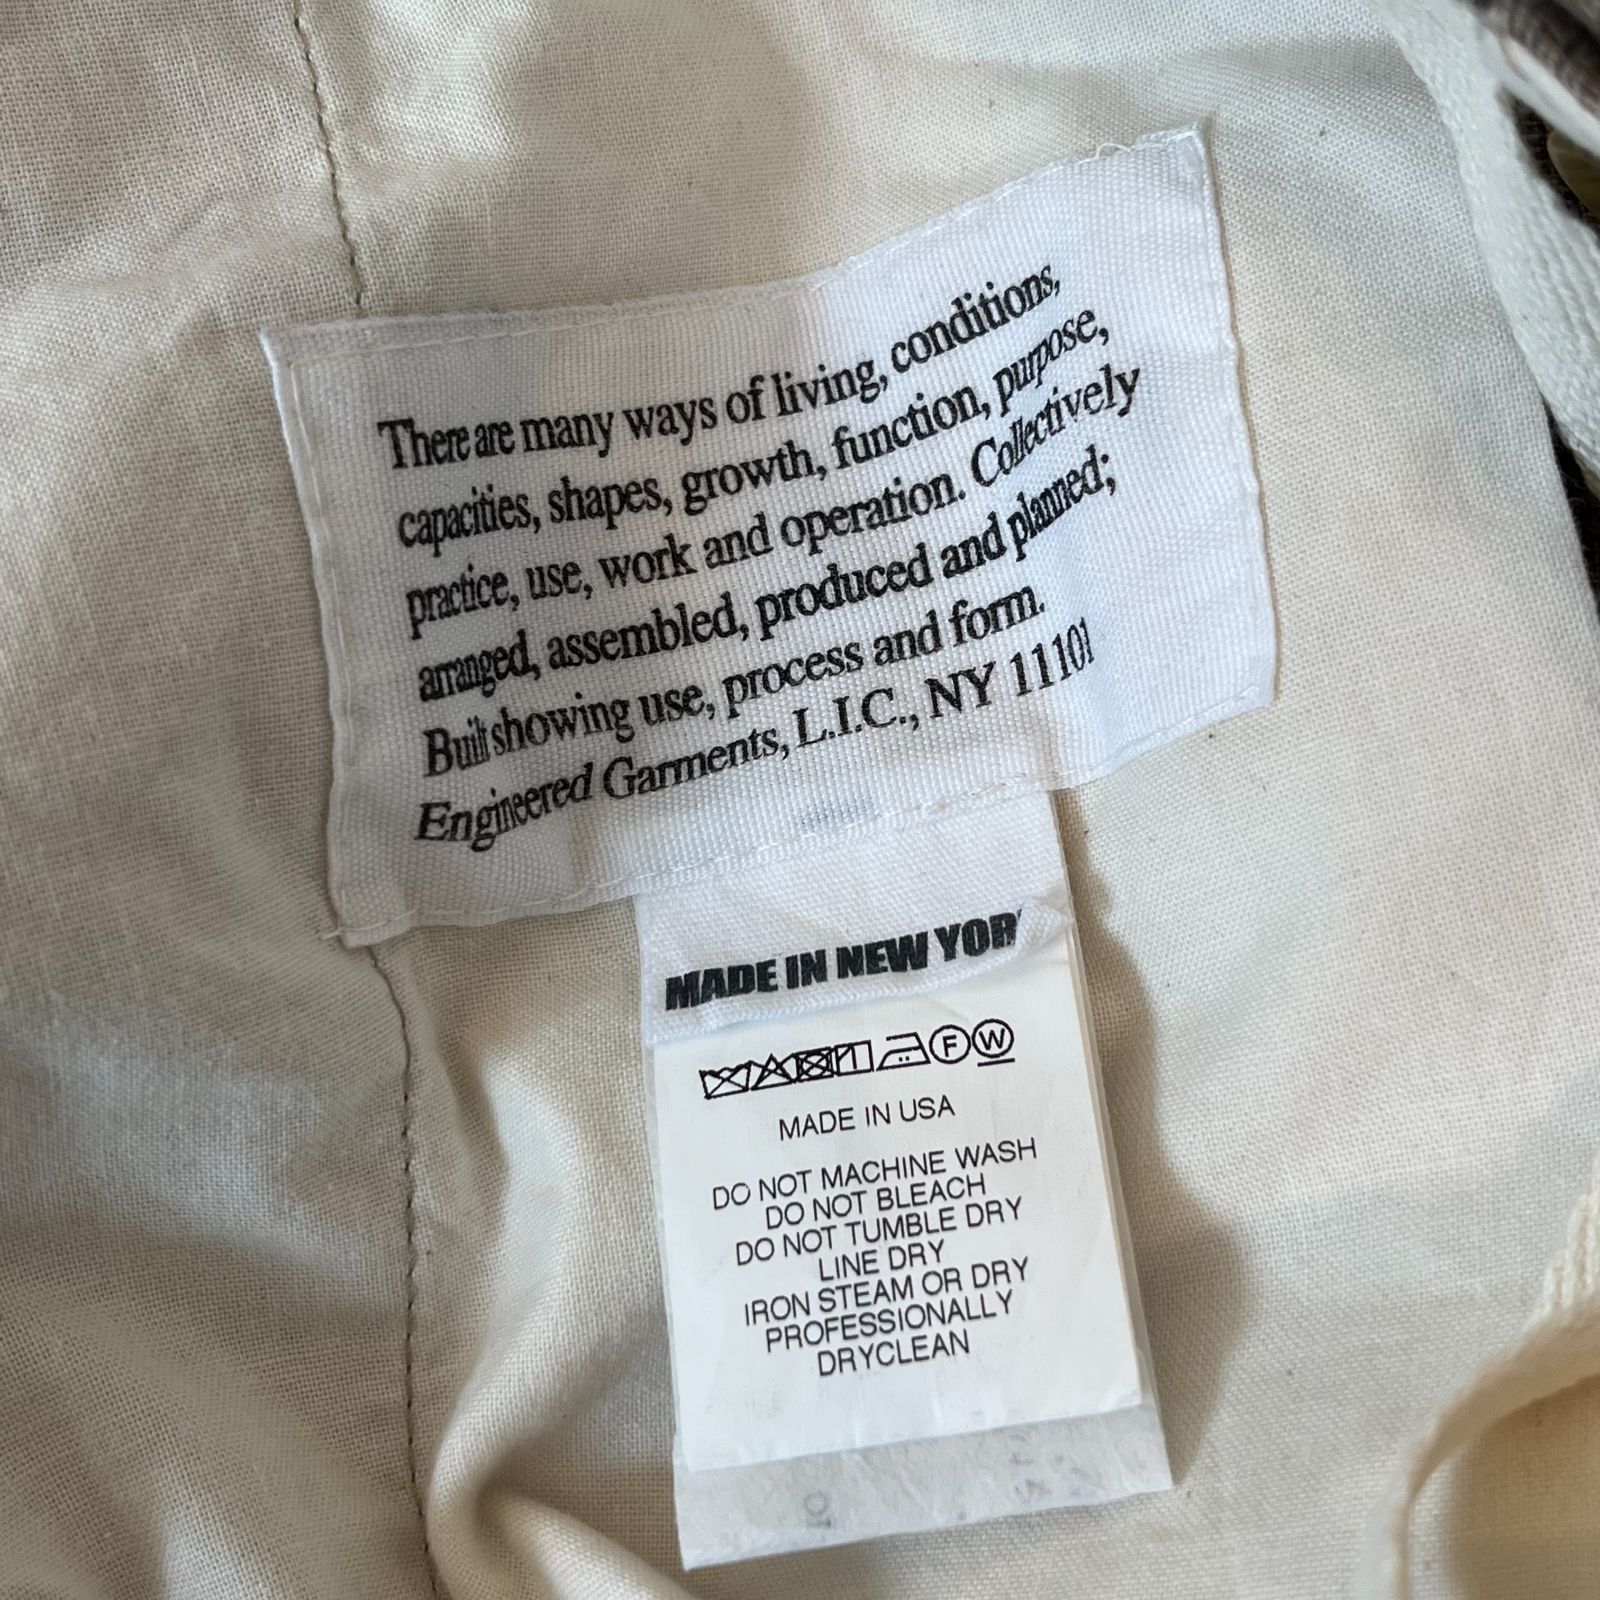 There are many ways of living, conditions,
capacities, shapes, growth, function, purpose,
practice, use, work and operation. Collectively
arranged, assembled, produced and planned;
Built showing use, process and form.
Engineered Garments, L.I.C., NY 11101
MADE IN NEW YOR
F W
MADE IN USA
DO NOT MACHINE WASH
DO NOT BLEACH
DO NOT TUMBLE DRY
LINE DRY
IRON STEAM OR DRY
PROFESSIONALLY
DRYCLEAN